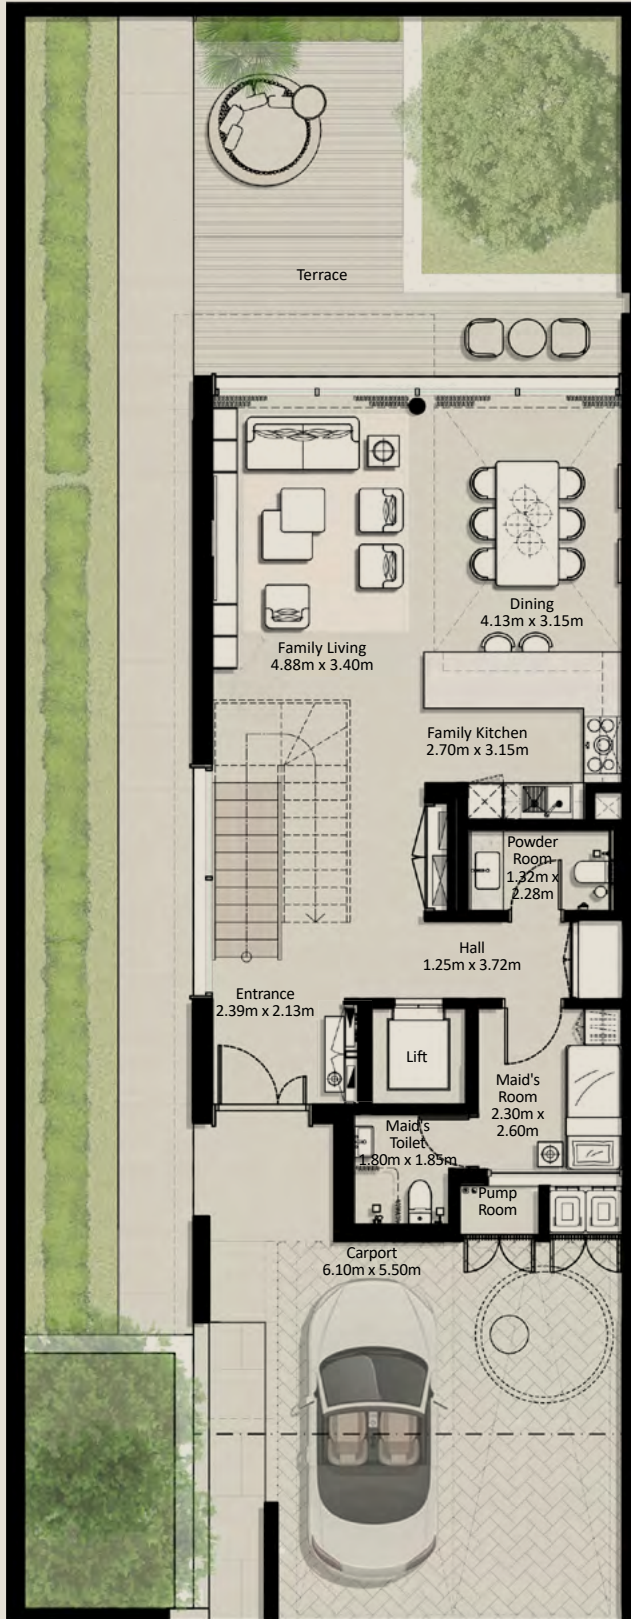 Terrace
Dining
4.13m x 3.15m
Family Living
4.88m x 3.40m
Family Kitchen
2.70m x 3.15m
Powder
Room
1.32m x
2.28m
Hall
1.25m x 3.72m
Entrance
2.39m x 2.13m
Lift
Maid's
Room
2.30m x
2.60m
Maid's
Toilet
1.80m x 1.85m
Pump
Room
Carport
6.10m x 5.50m